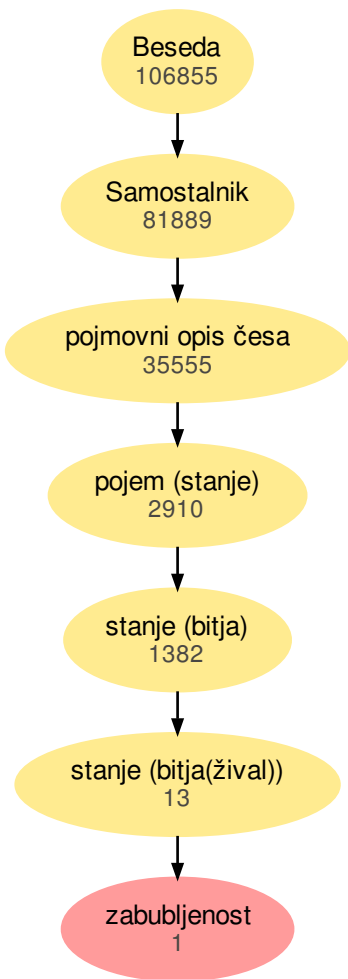 Beseda
106855
Samostalnik
81889
pojmovni opis česa
35555
pojem (stanje)
2910
stanje (bitja)
1382
stanje (bitja(žival))
13
zabubljenost
1